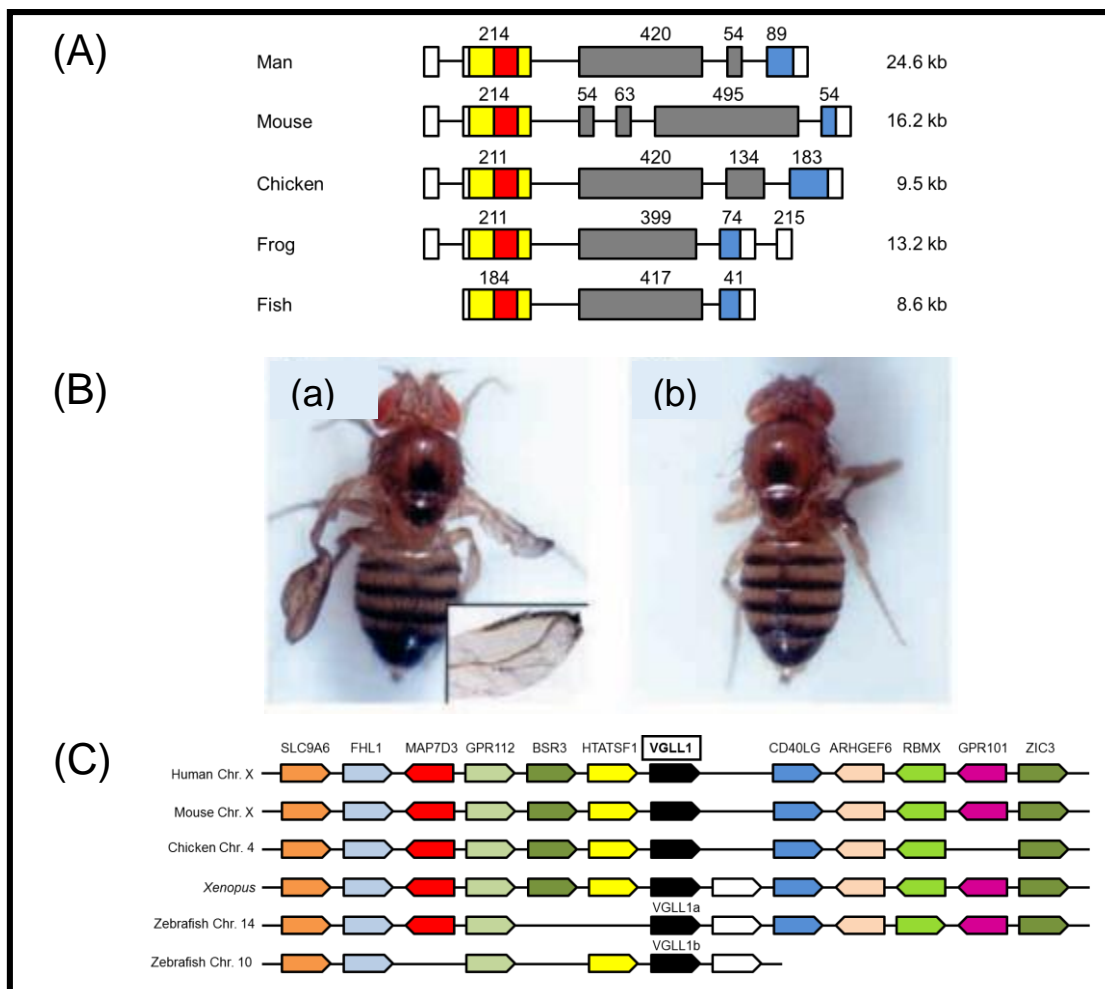 (A)
214 420 54 89
Man 24.6 kb
214 54 63 495 54
Mouse 16.2 kb
211 420 134 183
Chicken 9.5 kb
211 399 74 215
Frog 13.2 kb
184 417 41
Fish 8.6 kb
(B)
(a) (b)
(C)
SLC9A6 FHL1 MAP7D3 GPR112 BSR3 HTATSF1 VGLL1 CD40LG ARHGEF6 RBMX GPR101 ZIC3
Human Chr. X
Mouse Chr. X
Chicken Chr. 4
Xenopus
VGLL1a
Zebrafish Chr. 14
VGLL1b
Zebrafish Chr. 10